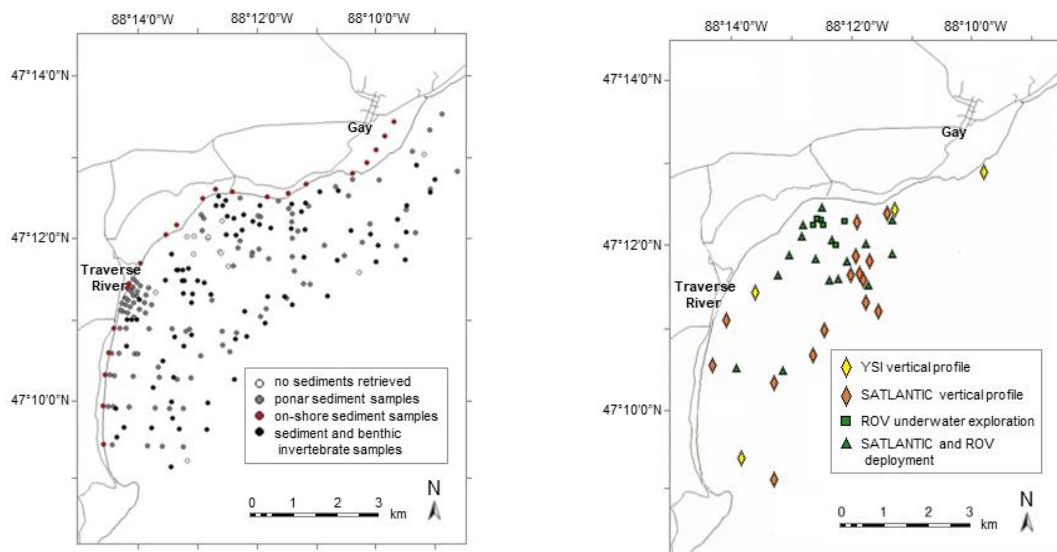 88°14'0"W 88°12'0"W 88°10'0"W
47°14'0"N
47°12'0"N
47°10'0"N
Gay
Traverse
River
no sediments retrieved
ponar sediment samples
on-shore sediment samples
sediment and benthic
invertebrate samples
0 1 2 3
km
N
88°14'0"W 88°12'0"W 88°10'0"W
47°14'0"N
47°12'0"N
47°10'0"N
Gay
Traverse
River
YSI vertical profile
SATLANTIC vertical profile
ROV underwater exploration
SATLANTIC and ROV
deployment
0 1 2 3
km
N